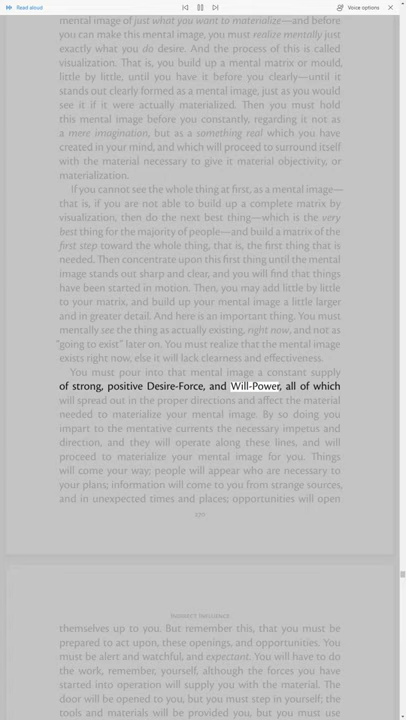 Read aloud
Voice options
mental image of just what you want to materialize—and before
you can make this mental image, you must realize mentally just
exactly what you do desire. And the process of this is called
visualization. That is, you build up a mental matrix or mould,
little by little, until you have it before you clearly—until it
stands out clearly formed as a mental image, just as you would
see it if it were actually materialized. Then you must hold
this mental image before you constantly, regarding it not as
a mere imagination, but as a something real which you have
created in your mind, and which will proceed to surround itself
with the material necessary to give it material objectivity, or
materialization.
If you cannot see the whole thing at first, as a mental image—
that is, if you are not able to build up a complete matrix by
visualization, then do the next best thing—which is the very
best thing for the majority of people—and build a matrix of the
first step toward the whole thing, that is, the first thing that is
needed. Then concentrate upon this first thing until the mental
image stands out sharp and clear, and you will find that things
have been started in motion. Then, you may add little by little
to your matrix, and build up your mental image a little larger
and in greater detail. And here is an important thing. You must
mentally see the thing as actually existing, right now, and not as
"going to exist" later on. You must realize that the mental image
exists right now, else it will lack clearness and effectiveness.
You must pour into that mental image a constant supply
of strong, positive Desire-Force, and Will-Power, all of which
will spread out in the proper directions and affect the material
needed to materialize your mental image. By so doing you
impart to the mentative currents the necessary impetus and
direction, and they will operate along these lines, and will
proceed to materialize your mental image for you. Things
will come your way; people will appear who are necessary to
your plans; information will come to you from strange sources,
and in unexpected times and places; opportunities will open
INDIRECT INFLUENCE
themselves up to you. But remember this, that you must be
prepared to act upon, these openings, and opportunities. You
must be alert and watchful, and expectant. You will have to do
the work, remember, yourself, although the forces you have
started into operation will supply you with the material. The
door will be opened to you, but you must step in yourself; the
tools and materials will be provided you, but you must use